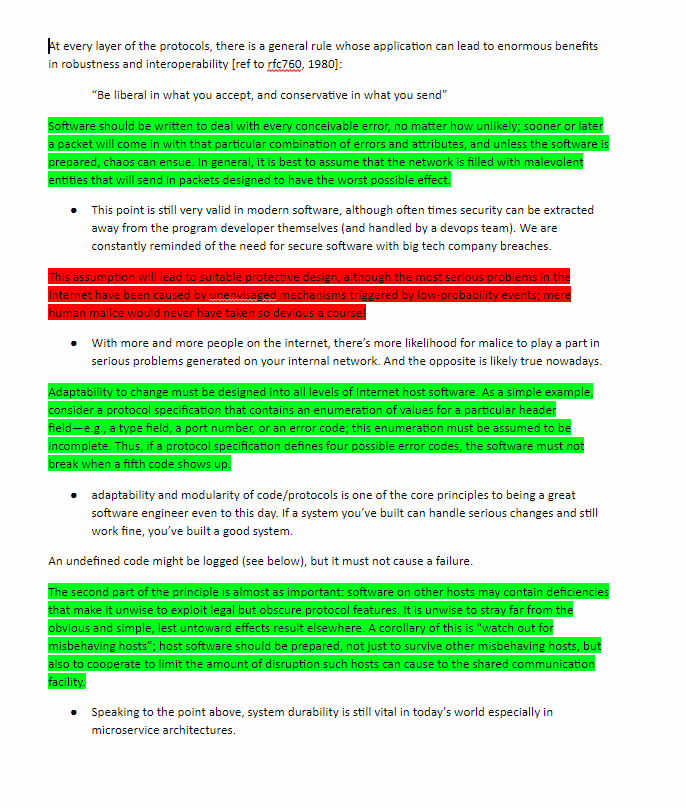 At every layer of the protocols, there is a general rule whose application can lead to enormous benefits
in robustness and interoperability [ref to rfc760, 1980]:
“Be liberal in what you accept, and conservative in what you send”
Software should be written to deal with every conceivable error, no matter how unlikely; sooner or later
a packet will come in with that particular combination of errors and attributes, and unless the software is
prepared, chaos can ensue. In general, it is best to assume that the network is filled with malevolent
entities that will send in packets designed to have the worst possible effect.
● This point is still very valid in modern software, although often times security can be extracted
away from the program developer themselves (and handled by a devops team). We are
constantly reminded of the need for secure software with big tech company breaches.
This assumption will lead to suitable protective design, although the most serious problems in the
Internet have been caused by unenvisaged mechanisms triggered by low-probability events; mere
human malice would never have taken so devious a course!
● With more and more people on the internet, there’s more likelihood for malice to play a part in
serious problems generated on your internal network. And the opposite is likely true nowadays.
Adaptability to change must be designed into all levels of Internet host software. As a simple example,
consider a protocol specification that contains an enumeration of values for a particular header
field—e.g., a type field, a port number, or an error code; this enumeration must be assumed to be
incomplete. Thus, if a protocol specification defines four possible error codes, the software must not
break when a fifth code shows up.
● adaptability and modularity of code/protocols is one of the core principles to being a great
software engineer even to this day. If a system you’ve built can handle serious changes and still
work fine, you’ve built a good system.
An undefined code might be logged (see below), but it must not cause a failure.
The second part of the principle is almost as important: software on other hosts may contain deficiencies
that make it unwise to exploit legal but obscure protocol features. It is unwise to stray far from the
obvious and simple, lest untoward effects result elsewhere. A corollary of this is “watch out for
misbehaving hosts”; host software should be prepared, not just to survive other misbehaving hosts, but
also to cooperate to limit the amount of disruption such hosts can cause to the shared communication
facility.
● Speaking to the point above, system durability is still vital in today's world especially in
microservice architectures.